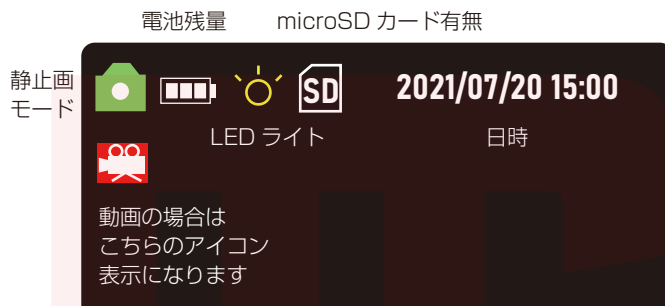 電池残量 microSD カード有無
静止画
モード
SD 2021/07/20 15:00
LED ライト 日時
動画の場合は
こちらのアイコン
表示になります